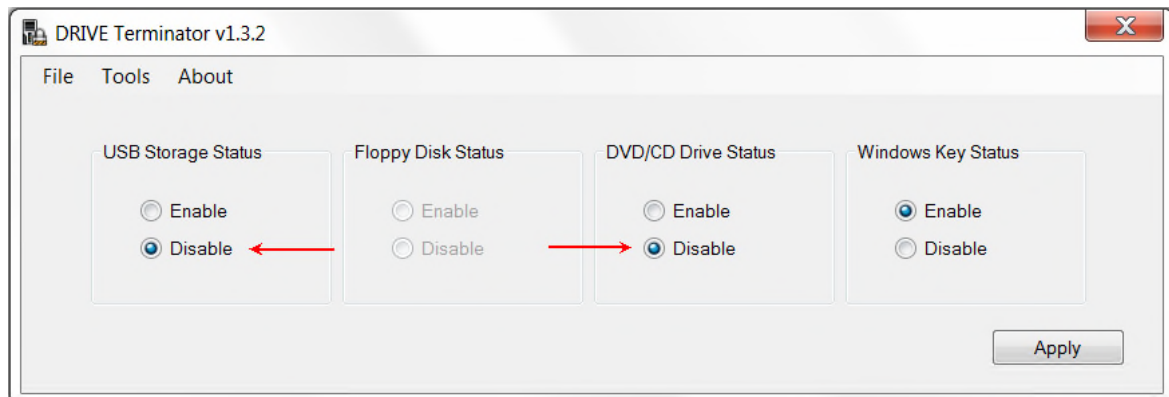 DRIVE Terminator v1.3.2
File Tools About
USB Storage Status Floppy Disk Status DVD/CD Drive Status Windows Key Status
Enable Enable Enable Enable
Disable Disable Disable Disable
Apply